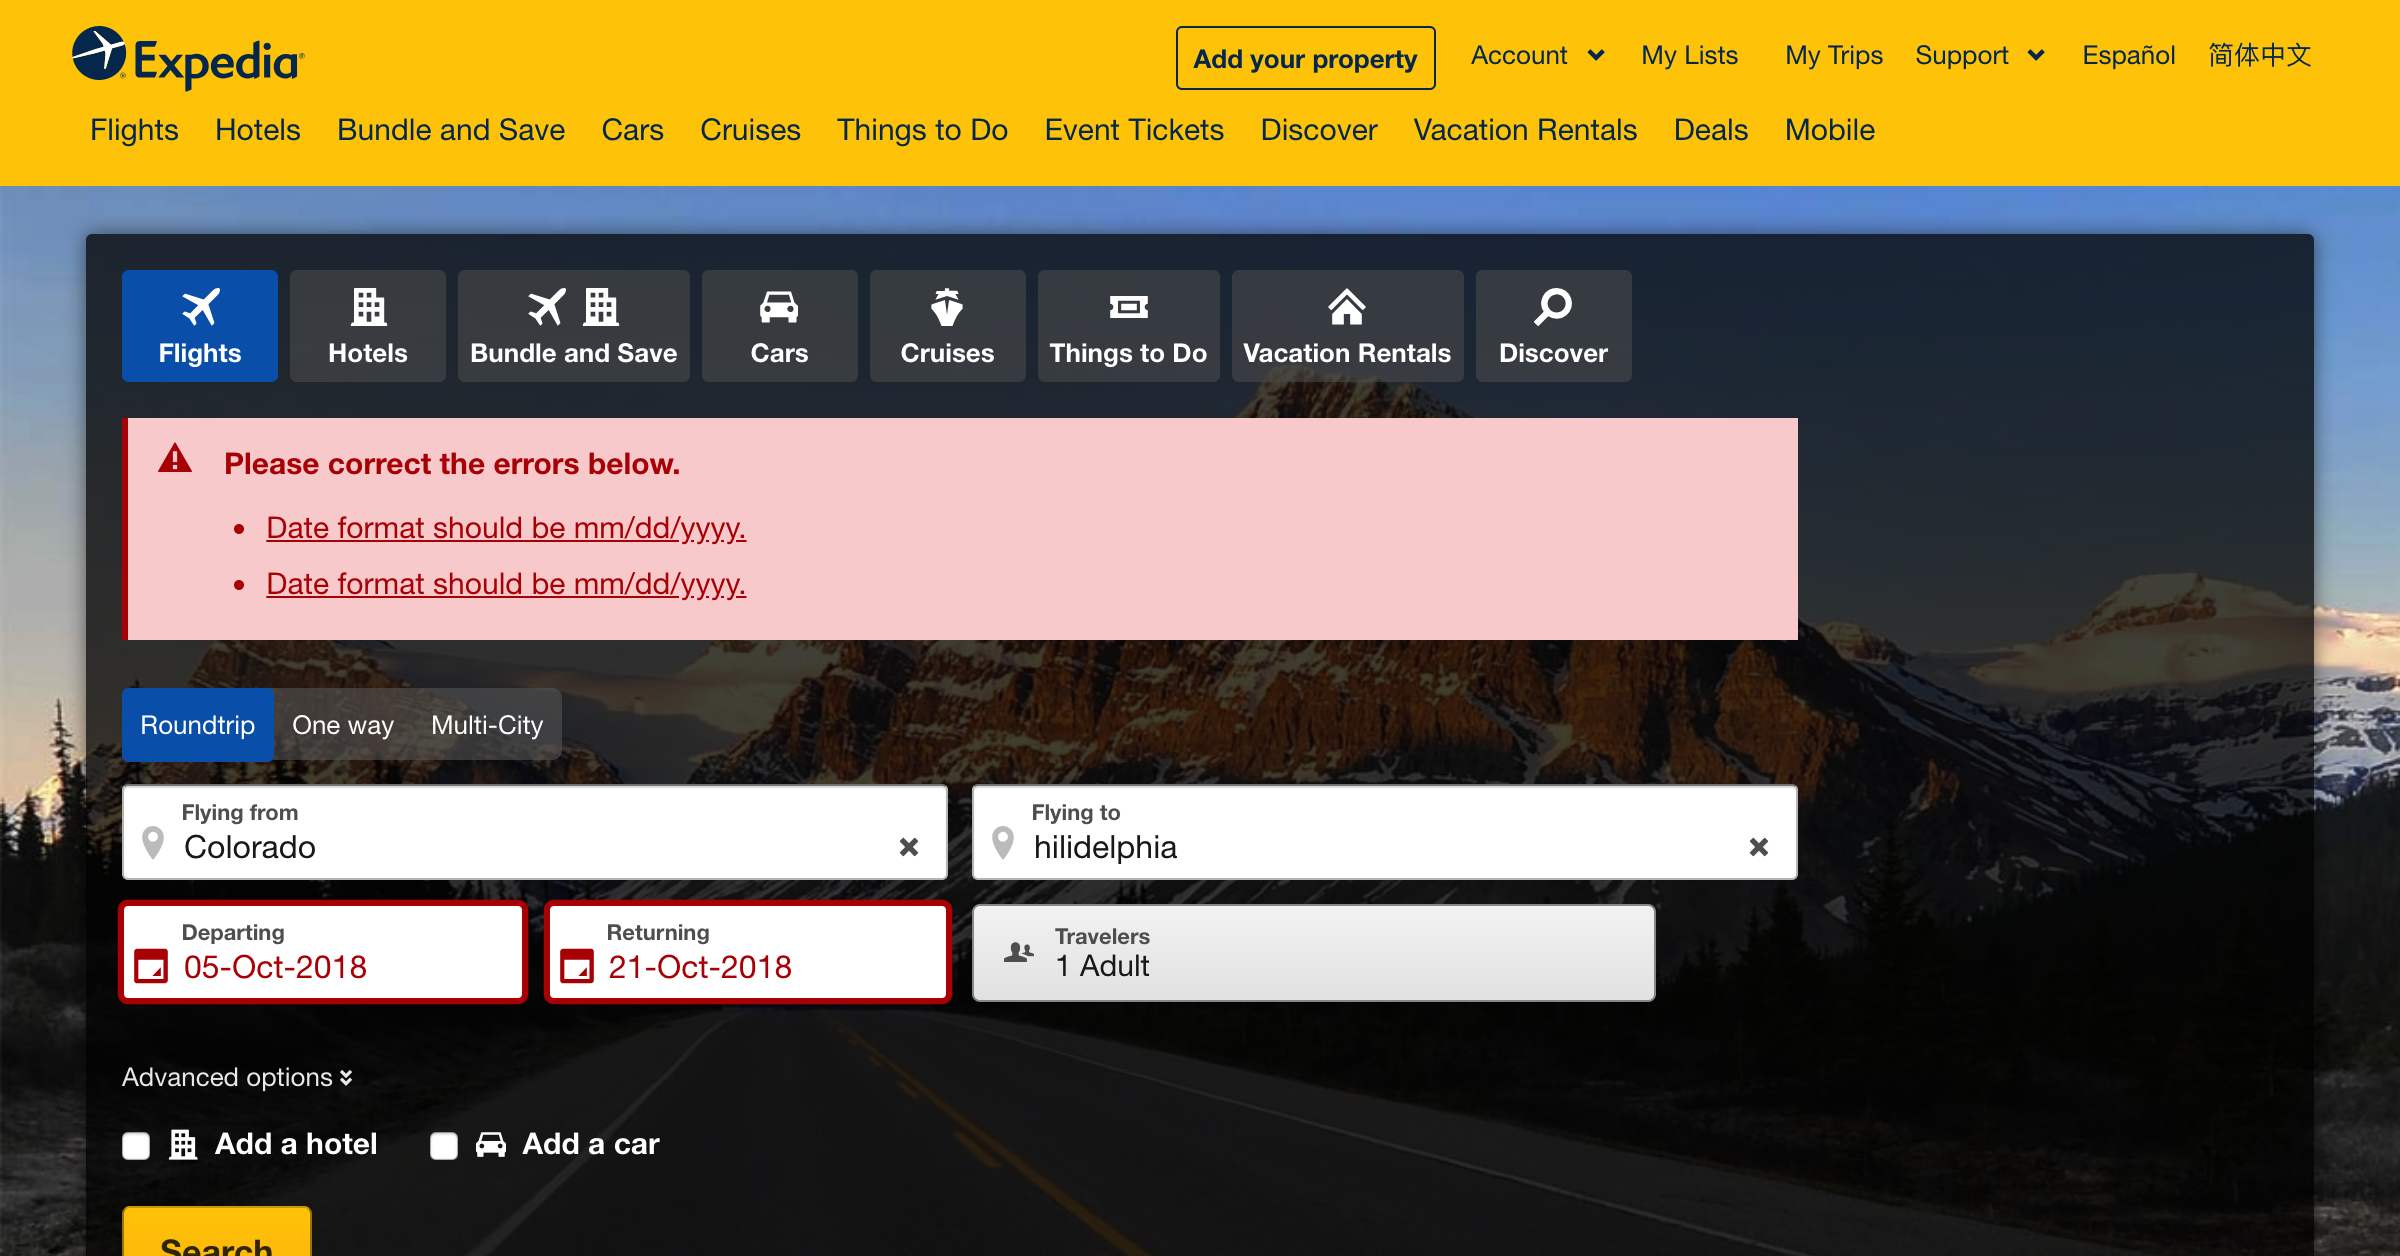 Expedia
Add your property Account My Lists My Trips Support Español 简体中文
Flights Hotels Bundle and Save Cars Cruises Things to Do Event Tickets Discover Vacation Rentals Deals Mobile
Flights Hotels Bundle and Save Cars Cruises Things to Do Vacation Rentals Discover
Please correct the errors below.
• Date format should be mm/dd/yyyy.
• Date format should be mm/dd/yyyy.
Roundtrip One way Multi-City
Flying from
Colorado
Flying to
hilidelphia
Departing
05-Oct-2018
Returning
21-Oct-2018
Travelers
1 Adult
Advanced options
Add a hotel Add a car
Search